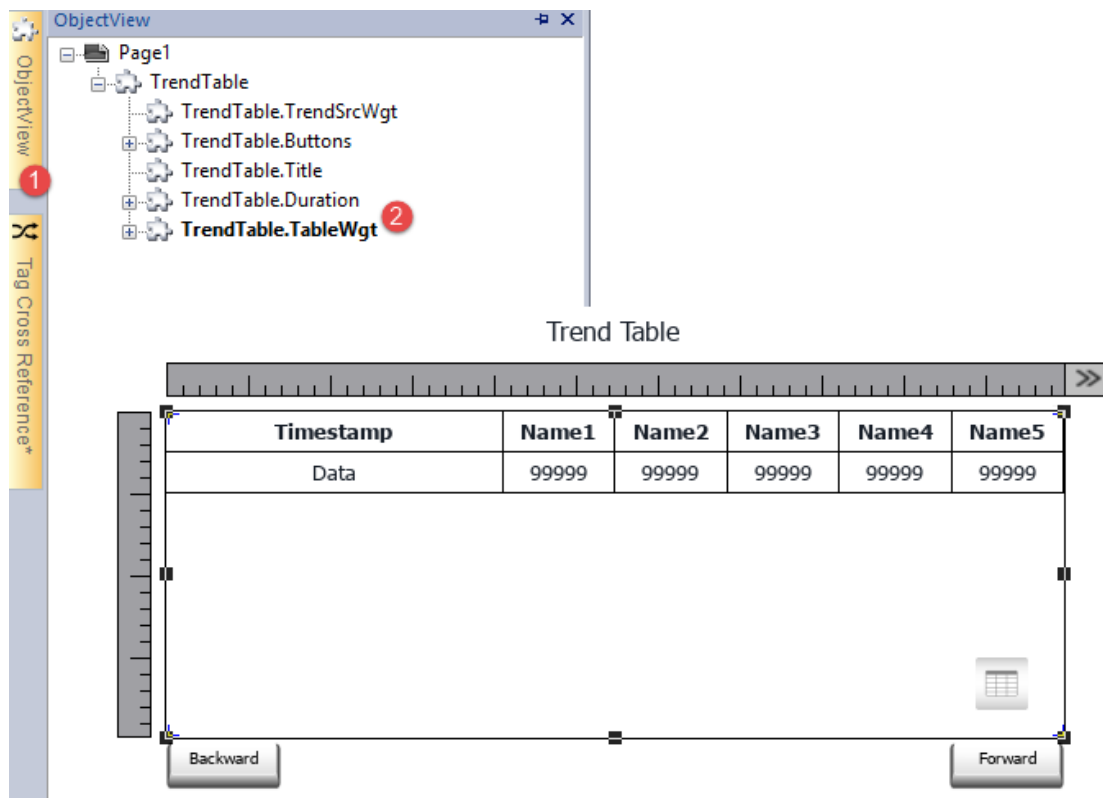 ObjectView
Page1
TrendTable
TrendTable.TrendSrcWgt
TrendTable.Buttons
TrendTable.Title
TrendTable.Duration
TrendTable.TableWgt
2
ObjectView
1
Tag Cross Reference*
Trend Table
Timestamp Name1 Name2 Name3 Name4 Name5
Data 99999 99999 99999 99999 99999
Backward Forward